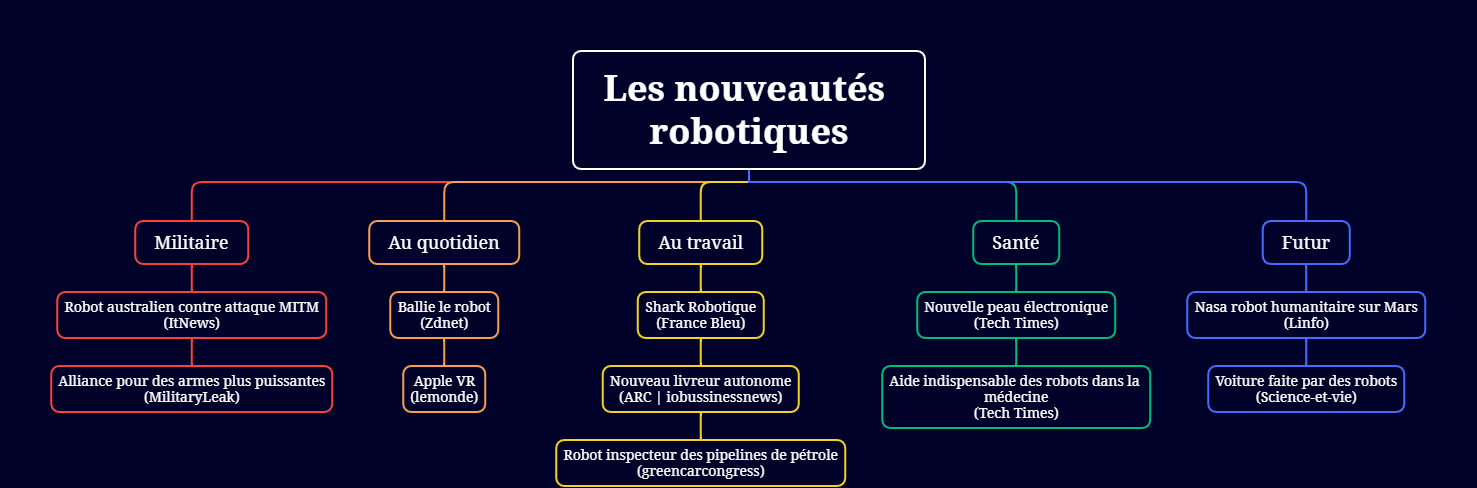 Les nouveautés
robotiques
Militaire
Au quotidien
Au travail
Santé
Futur
Robot australien contre attaque MITM
(ItNews)
Ballie le robot
(Zdnet)
Shark Robotique
(France Bleu)
Nouvelle peau électronique
(Tech Times)
Nasa robot humanitaire sur Mars
(Linfo)
Alliance pour des armes plus puissantes
(MilitaryLeak)
Apple VR
(lemonde)
Nouveau livreur autonome
(ARC | iobussinessnews)
Aide indispensable des robots dans la
médecine
(Tech Times)
Voiture faite par des robots
(Science-et-vie)
Robot inspecteur des pipelines de pétrole
(greencarcongress)